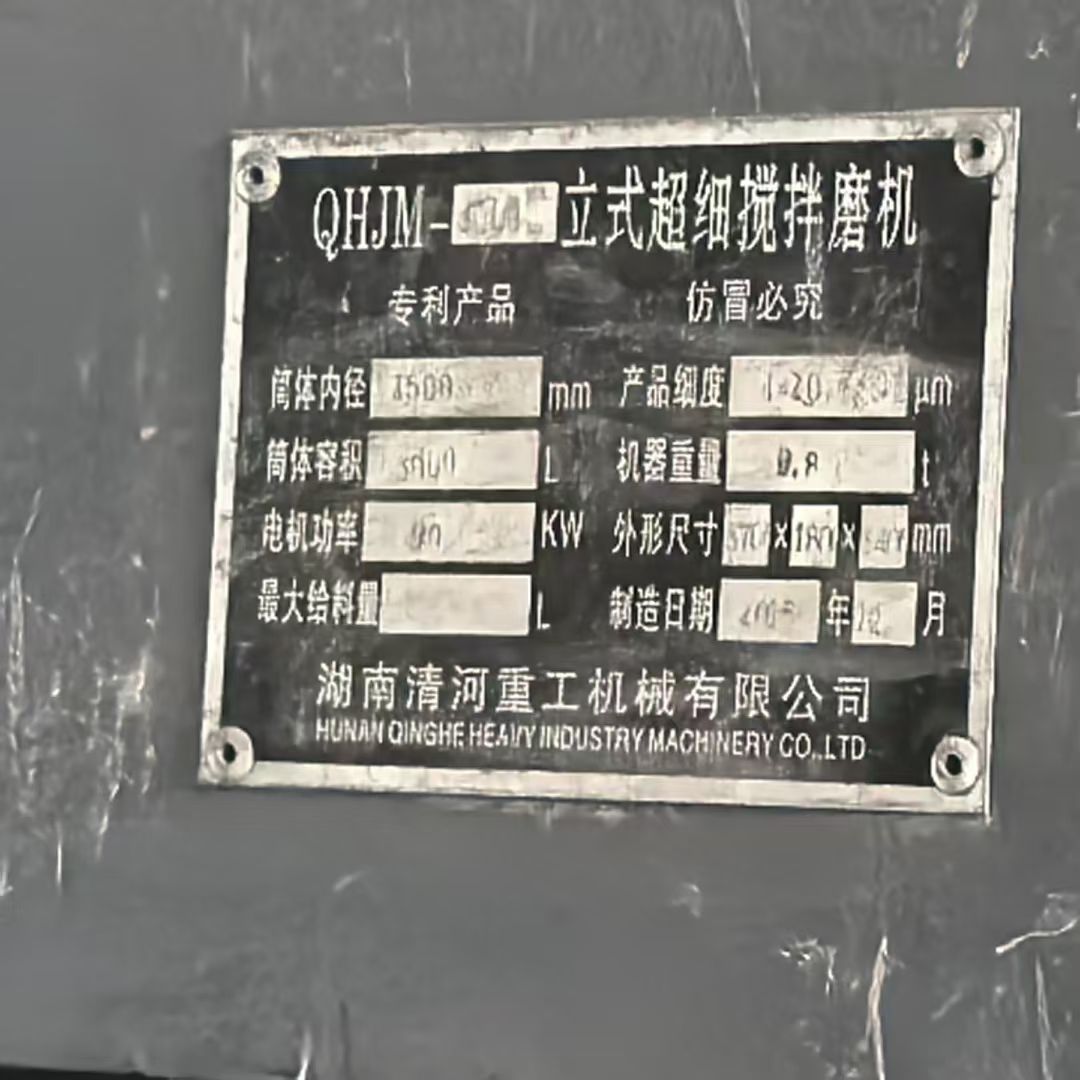 QHJM- 立式超细搅拌磨机
专利产品 仿冒必究
筒体内径 1500 mm 产品细度 μm
筒体容积 L 机器重量 t
电机功率 KW 外形尺寸 × × mm
最大给料量 L 制造日期 年 月
湖南清河重工机械有限公司
HUNAN QINGHE HEAVY INDUSTRY MACHINERY CO.,LTD